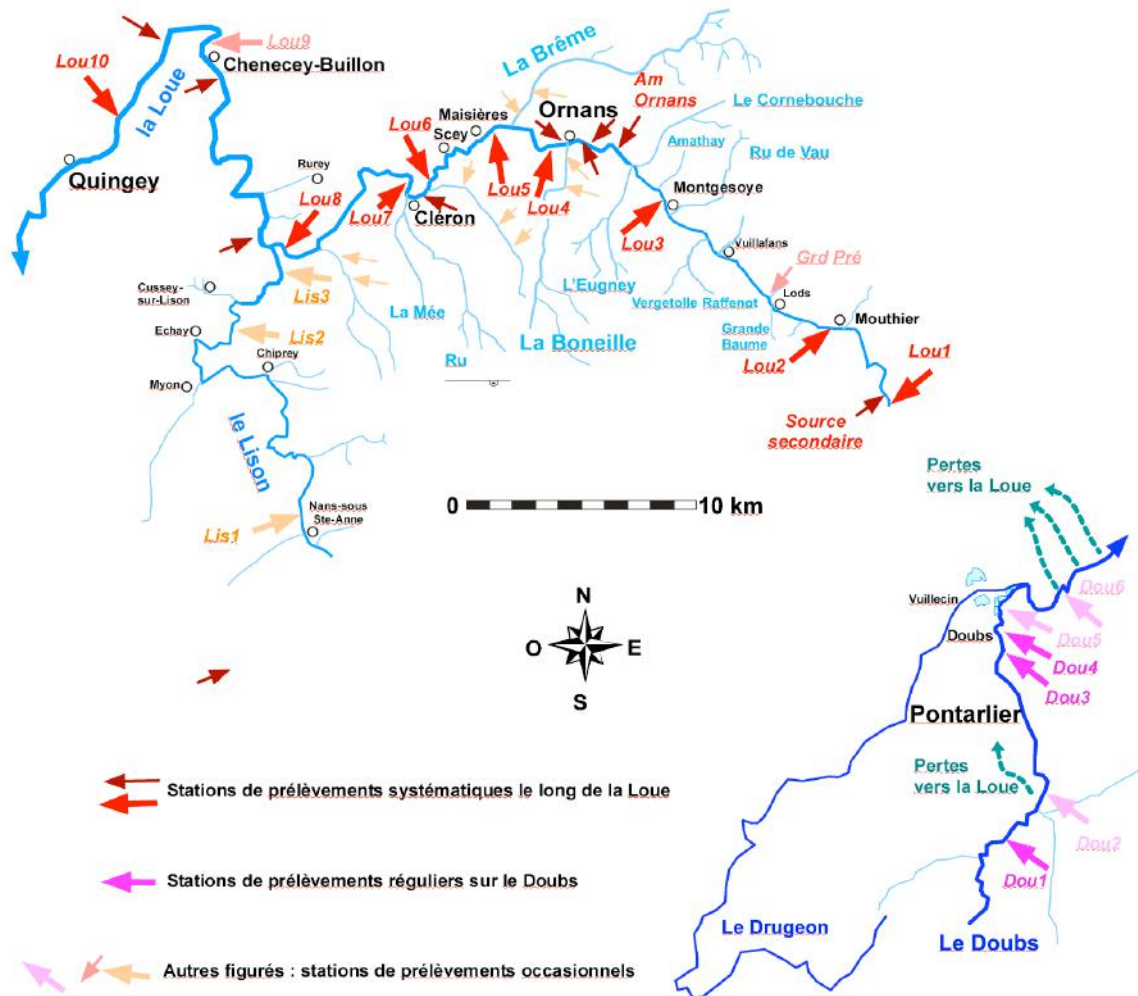 Lou9
Lou10
Chenecey-Buillon
la Loue
Quingey
La Brême
Am
Ornans
Le Cornebouche
Maisières
Scey
Ornans
Amathay
Ru de Vau
Lou6
Lou5
Lou4
Montgesoye
Rurey
Lou8
Lou7
Cléron
Lou3
Vuillafans
Grd Pré
Cussey-
sur-Lison
Lis3
L'Eugney
Vergetolle Raffenot
Lods
La Mée
Mouthier
Echay
Lis2
La Boneille
Grande
Baume
Lou2
Lou1
Chiprey
Ru
Myon
Source
secondaire
le Lison
Pertes
vers la Loue
0
10 km
Nans-sous
Ste-Anne
Lis1
N
O
E
S
Vuillecin
Dou6
Doubs
Dou5
Dou4
Dou3
Pontarlier
Pertes
vers la Loue
Stations de prélèvements systématiques le long de la Loue
Dou2
Stations de prélèvements réguliers sur le Doubs
Dou1
Le Drugeon
Le Doubs
Autres figurés : stations de prélèvements occasionnels